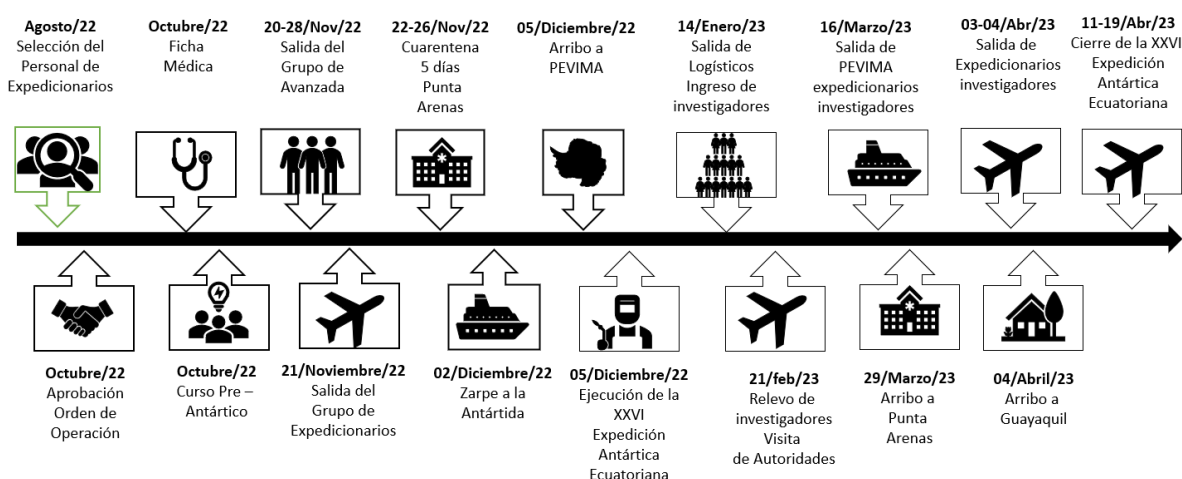 Agosto/22
Selección del
Personal de
Expedicionarios
Octubre/22
Ficha
Médica
20-28/Nov/22
Salida del
Grupo de
Avanzada
22-26/Nov/22
Cuarentena
5 días
Punta
Arenas
05/Diciembre/22
Arribo a
PEVIMA
14/Enero/23
Salida de
Logísticos
Ingreso de
investigadores
16/Marzo/23
Salida de
PEVIMA
expedicionarios
investigadores
03-04/Abr/23
Salida de
Expedicionarios
investigadores
11-19/Abr/23
Cierre de la XXVI
Expedición
Antártica
Ecuatoriana
Octubre/22
Aprobación
Orden de
Operación
Octubre/22
Curso Pre –
Antártico
21/Noviembre/22
Salida del
Grupo de
Expedicionarios
02/Diciembre/22
Zarpe a la
Antártida
05/Diciembre/22
Ejecución de la
XXVI
Expedición
Antártica
Ecuatoriana
21/feb/23
Relevo de
investigadores
Visita
de Autoridades
29/Marzo/23
Arribo a
Punta
Arenas
04/Abril/23
Arribo a
Guayaquil